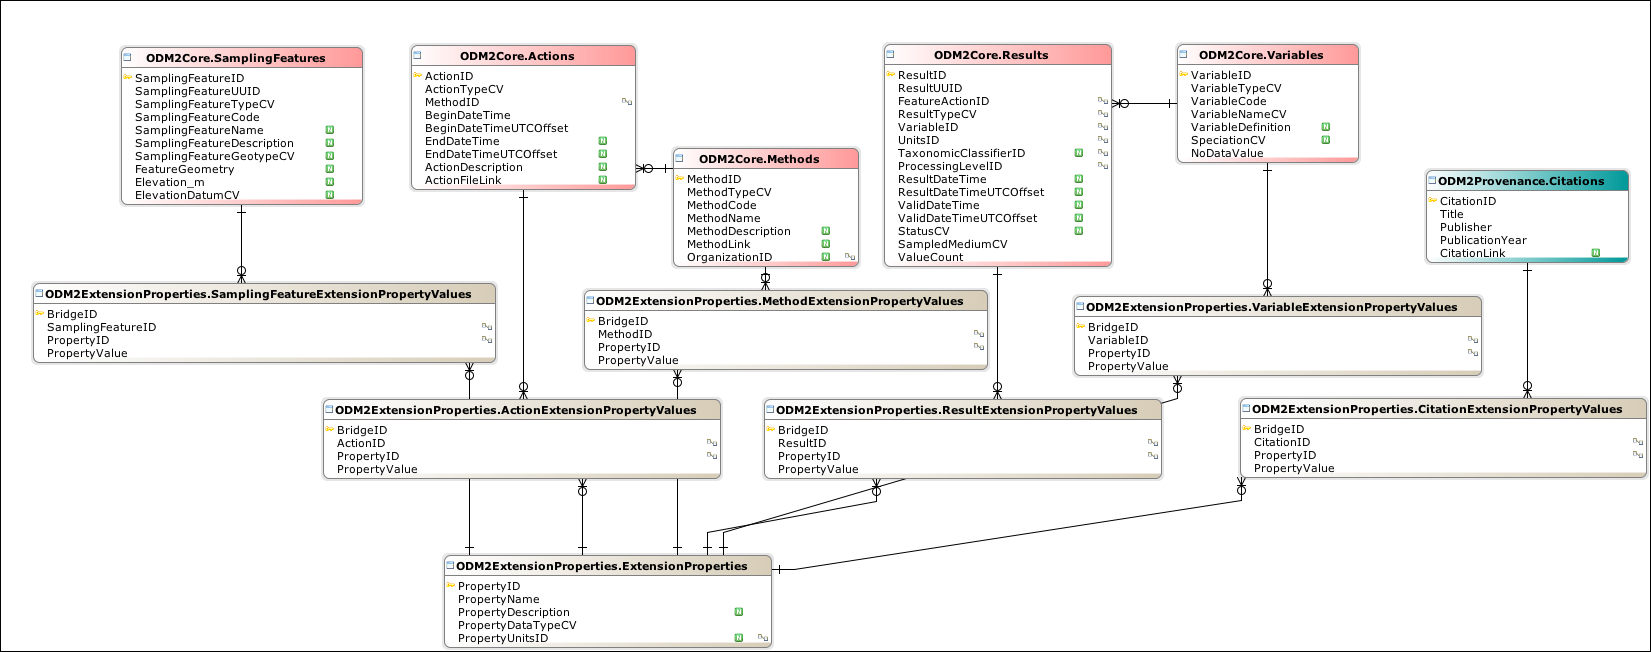 ODM2Core.SamplingFeatures
SamplingFeatureID
SamplingFeatureUUID
SamplingFeatureTypeCV
SamplingFeatureCode
SamplingFeatureName N
SamplingFeatureDescription N
SamplingFeatureGeotypeCV N
FeatureGeometry N
Elevation_m N
ElevationDatumCV N
ODM2Core.Actions
ActionID
ActionTypeCV
MethodID
BeginDateTime
BeginDateTimeUTCOffset
EndDateTime N
EndDateTimeUTCOffset N
ActionDescription N
ActionFileLink N
ODM2Core.Methods
MethodID
MethodTypeCV
MethodCode
MethodName
MethodDescription N
MethodLink N
OrganizationID N
ODM2Core.Results
ResultID
ResultUUID
FeatureActionID
ResultTypeCV
VariableID
UnitsID
TaxonomicClassifierID N
ProcessingLevelID
ResultDateTime N
ResultDateTimeUTCOffset N
ValidDateTime N
ValidDateTimeUTCOffset N
StatusCV N
SampledMediumCV
ValueCount
ODM2Core.Variables
VariableID
VariableTypeCV
VariableCode
VariableNameCV
VariableDefinition N
SpeciationCV N
NoDataValue
ODM2Provenance.Citations
CitationID
Title
Publisher
PublicationYear
CitationLink N
ODM2ExtensionProperties.SamplingFeatureExtensionPropertyValues
BridgeID
SamplingFeatureID
PropertyID
PropertyValue
ODM2ExtensionProperties.MethodExtensionPropertyValues
BridgeID
MethodID
PropertyID
PropertyValue
ODM2ExtensionProperties.VariableExtensionPropertyValues
BridgeID
VariableID
PropertyID
PropertyValue
ODM2ExtensionProperties.ActionExtensionPropertyValues
BridgeID
ActionID
PropertyID
PropertyValue
ODM2ExtensionProperties.ResultExtensionPropertyValues
BridgeID
ResultID
PropertyID
PropertyValue
ODM2ExtensionProperties.CitationExtensionPropertyValues
BridgeID
CitationID
PropertyID
PropertyValue
ODM2ExtensionProperties.ExtensionProperties
PropertyID
PropertyName
PropertyDescription N
PropertyDataTypeCV
PropertyUnitsID N